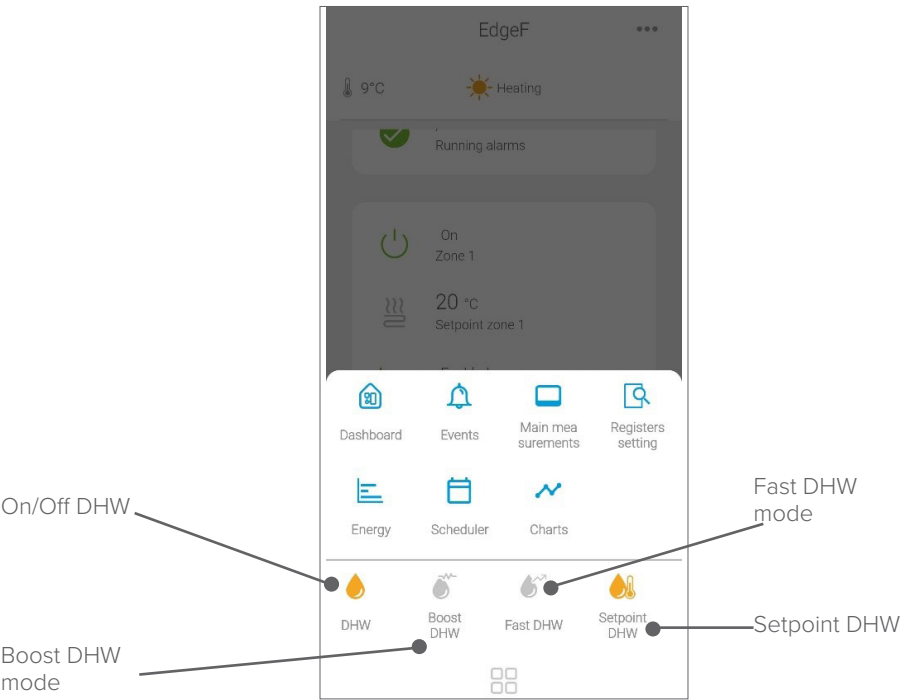 EdgeF
9°C
Heating
Running alarms
On
Zone 1
20 °C
Setpoint zone 1
Dashboard
Events
Main mea
surements
Registers
setting
Energy
Scheduler
Charts
On/Off DHW
Fast DHW
mode
DHW
Boost
DHW
Fast DHW
Setpoint
DHW
Setpoint DHW
Boost DHW
mode